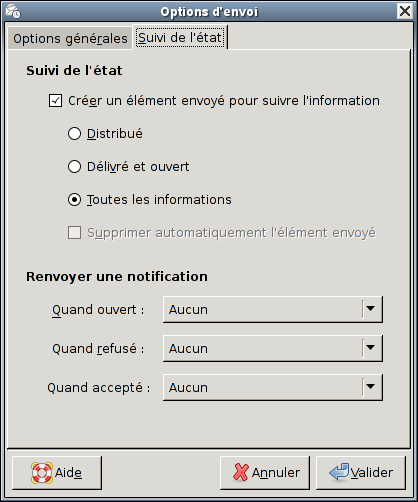 Options d'envoi
Options générales
Suivi de l'état
Suivi de l'état
Créer un élément envoyé pour suivre l'information
Distribué
Délivré et ouvert
Toutes les informations
Supprimer automatiquement l'élément envoyé
Renvoyer une notification
Quand ouvert : Aucun
Quand refusé : Aucun
Quand accepté : Aucun
Aide Annuler Valider